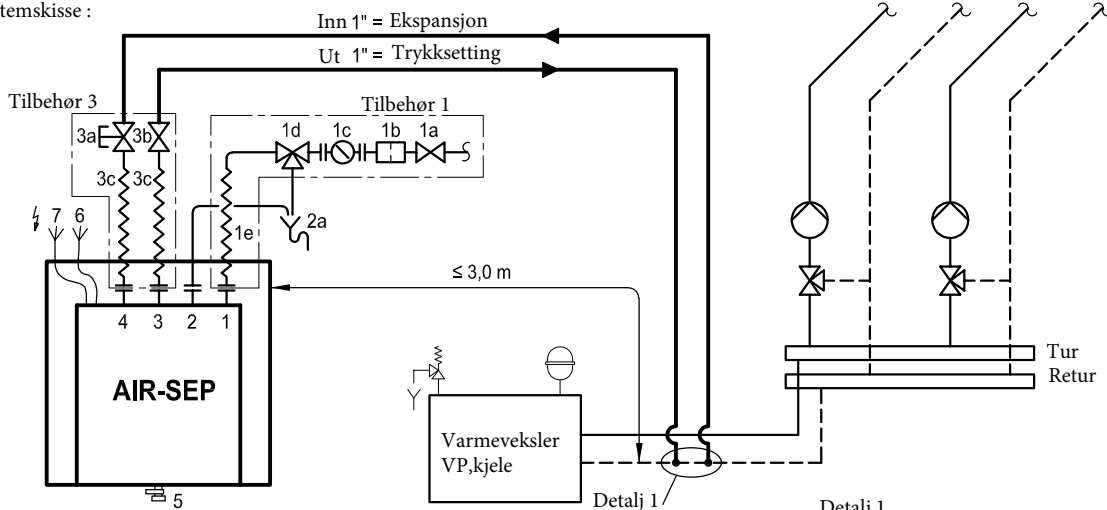 temskisse :
Inn 1" = Ekspansjon
Ut 1" = Trykksetting
Tilbehør 3
Tilbehør 1
3a
3b
1d
1c
1b
1a
3c
3c
1e
2a
7
6
≤ 3,0 m
4
3
2
1
AIR-SEP
5
Tur
Retur
Varmeveksler
VP,kjele
Detalj 1
Detalj 1